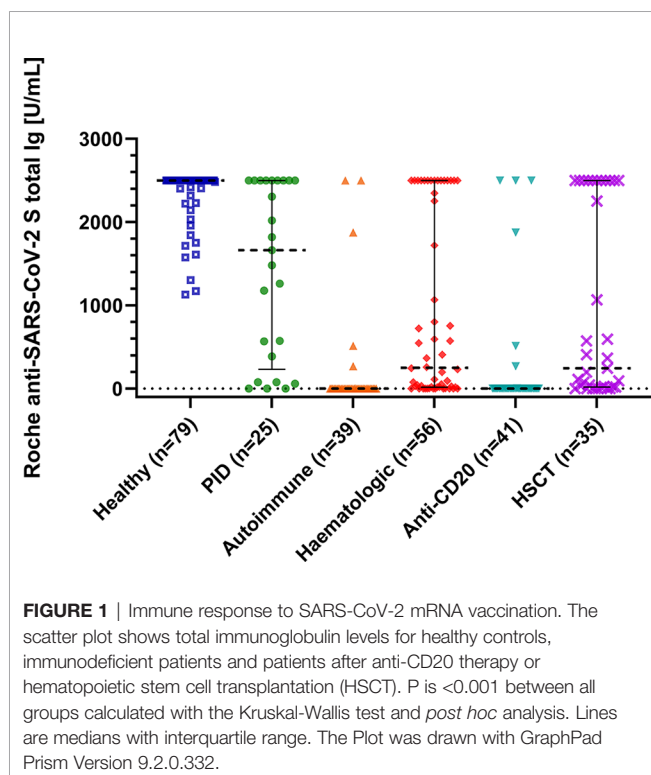 Roche anti-SARS-CoV-2 S total Ig [U/mL]
3000
2000
1000
0
Healthy (n=79)
PID (n=25)
Autoimmune (n=39)
Haematologic (n=56)
Anti-CD20 (n=41)
HSCT (n=35)
FIGURE 1 | Immune response to SARS-CoV-2 mRNA vaccination. The
scatter plot shows total immunoglobulin levels for healthy controls,
immunodeficient patients and patients after anti-CD20 therapy or
hematopoietic stem cell transplantation (HSCT). P is <0.001 between all
groups calculated with the Kruskal-Wallis test and post hoc analysis. Lines
are medians with interquartile range. The Plot was drawn with GraphPad
Prism Version 9.2.0.332.